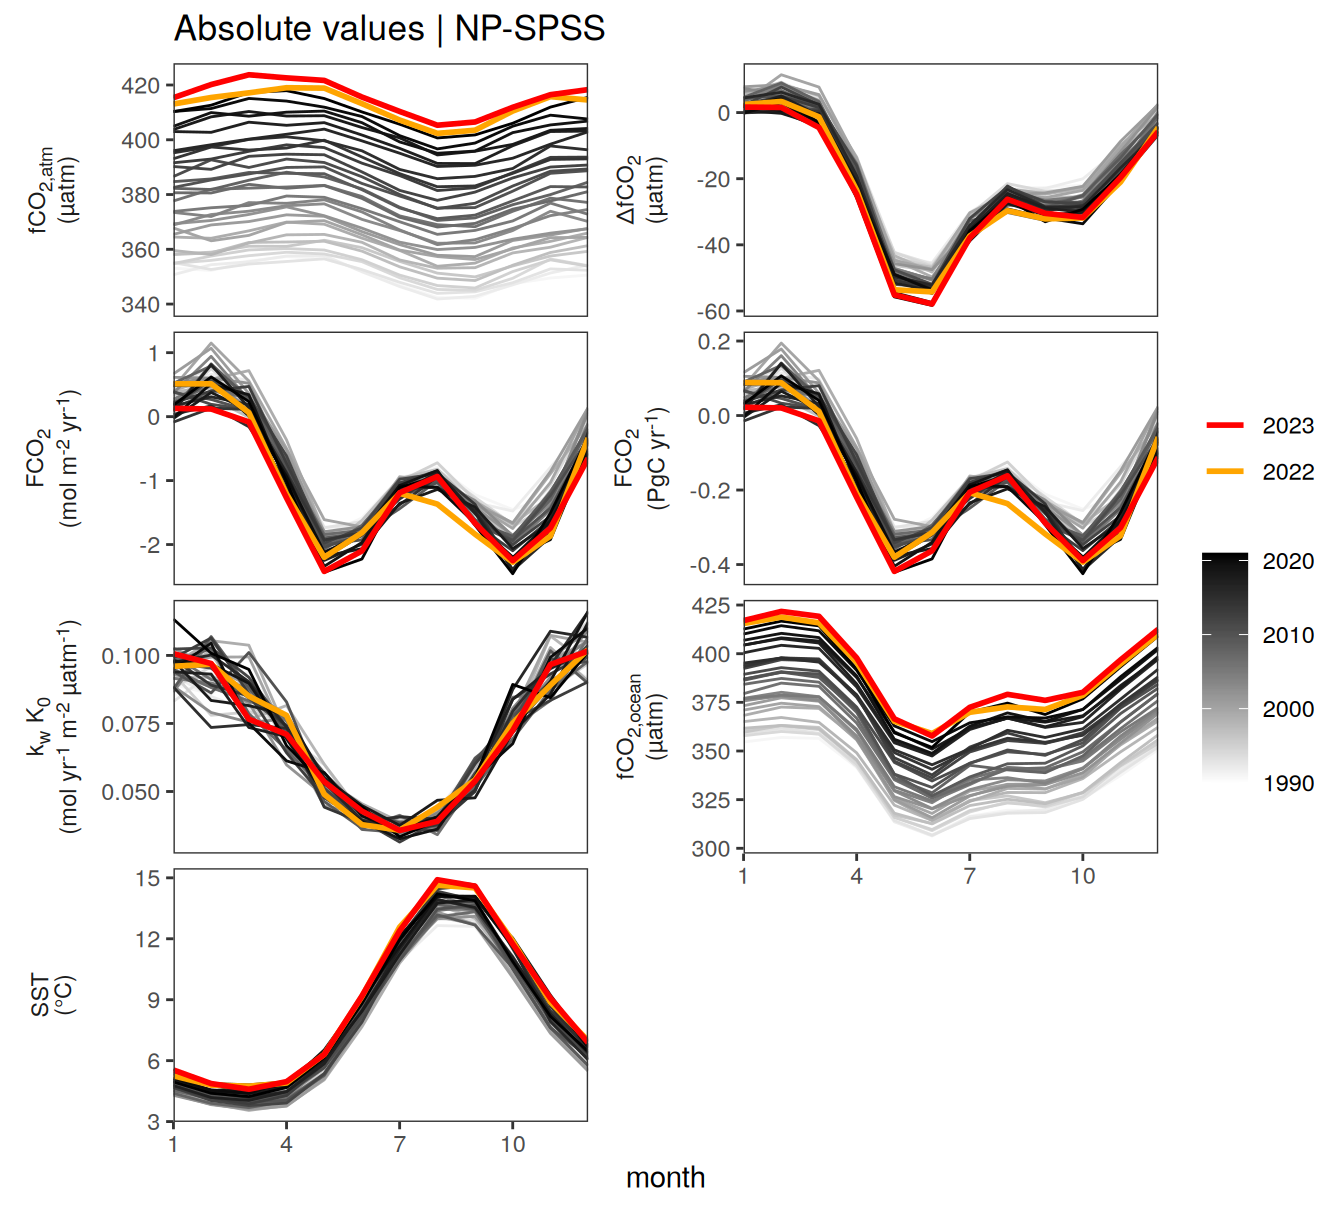 Absolute values | NP-SPSS
fCO2,atm
(µatm)
420
400
380
360
340
ΔfCO2
(µatm)
0
-20
-40
-60
FCO2
(mol m-2 yr-1)
1
0
-1
-2
FCO2
(PgC yr-1)
0.2
0.0
-0.2
-0.4
kw K0
(mol yr-1 m-2 µatm-1)
0.100
0.075
0.050
fCO2,ocean
(µatm)
425
400
375
350
325
300
1 4 7 10
SST
(°C)
15
12
9
6
3
1 4 7 10
month
2023
2022
2020
2010
2000
1990